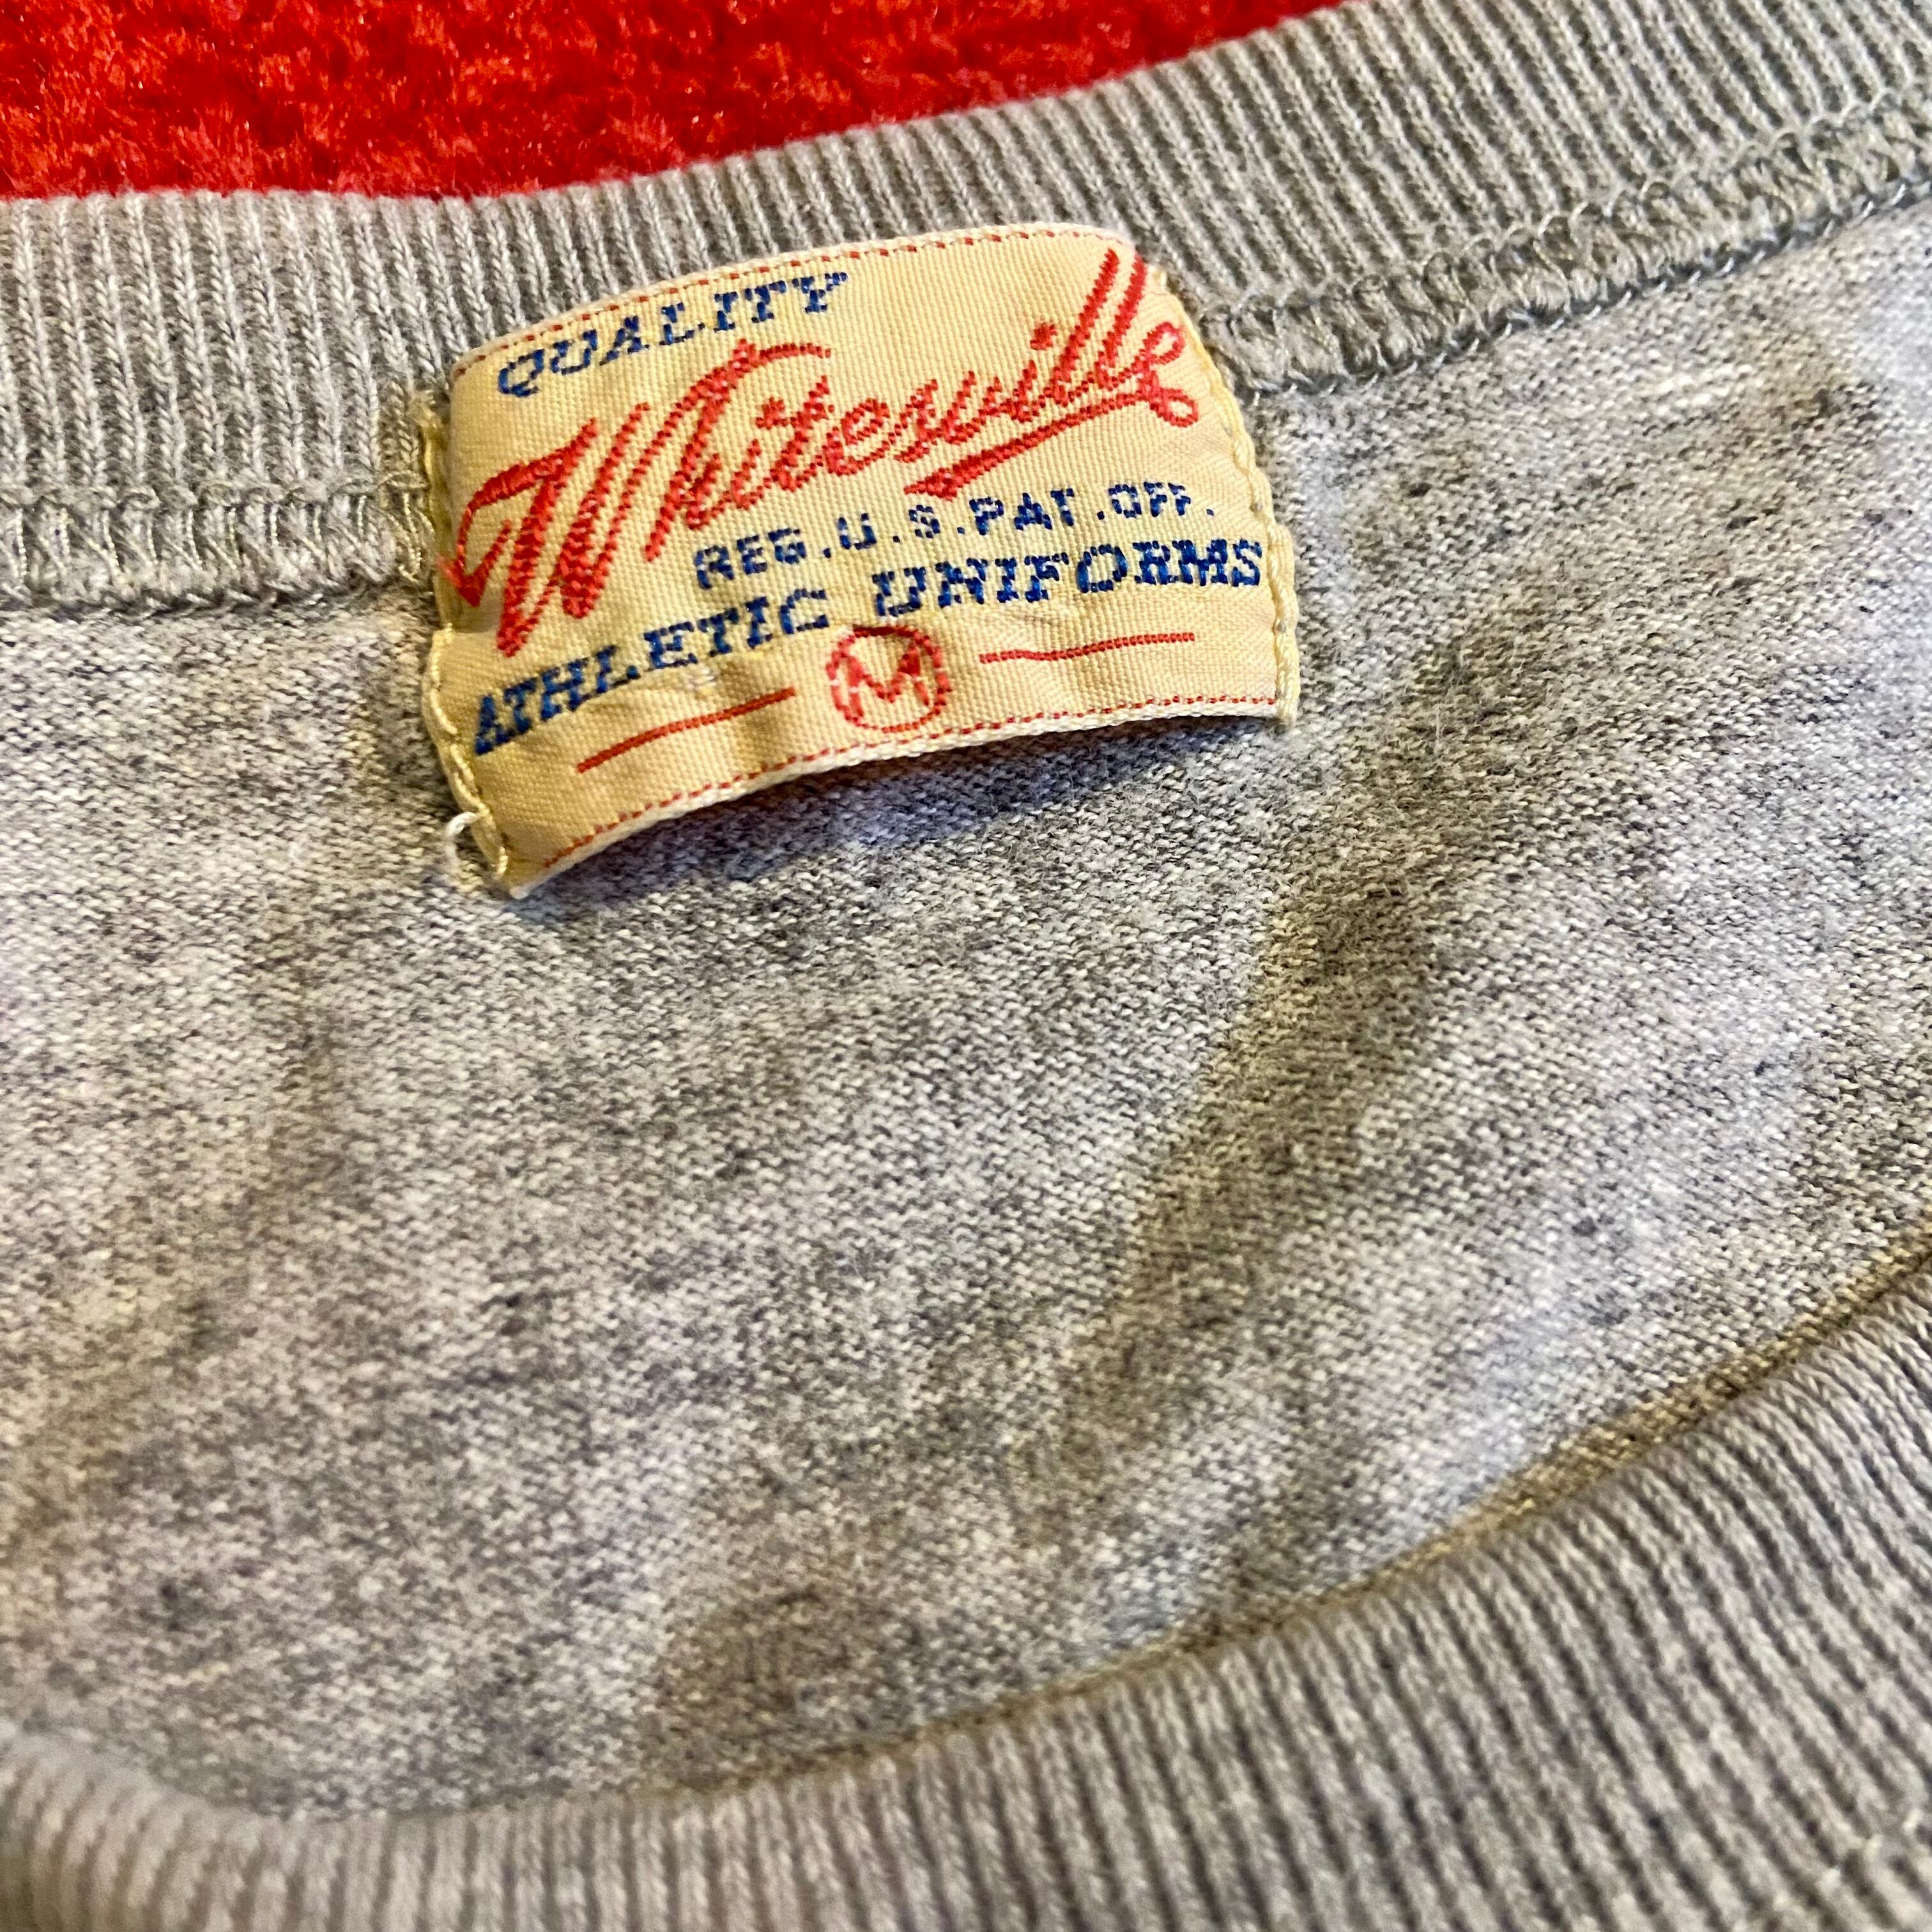 QUALITY
Whitesville
REG.U.S.PAT.OFF.
ATHLETIC UNIFORMS
M